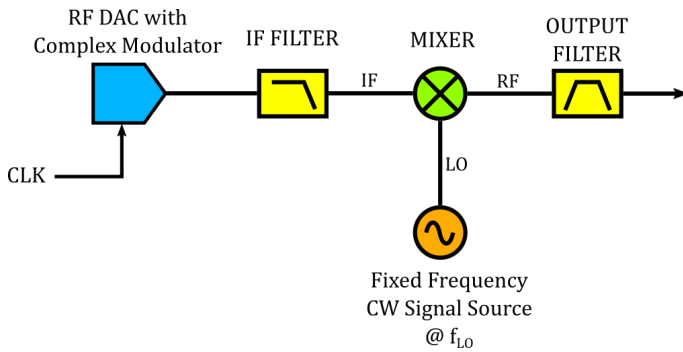 RF DAC with
Complex Modulator
IF FILTER
MIXER
OUTPUT
FILTER
IF
RF
CLK
LO
Fixed Frequency
CW Signal Source
@ fLO